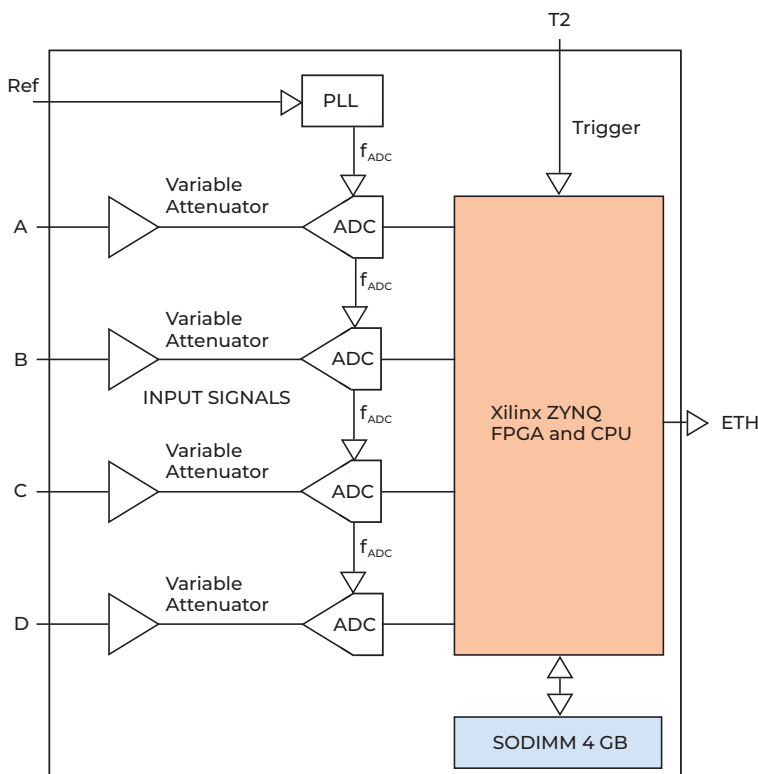 T2
Ref
PLL
Trigger
fADC
Variable
Attenuator
A
ADC
fADC
Variable
Attenuator
B
ADC
INPUT SIGNALS
fADC
Xilinx ZYNQ
FPGA and CPU
ETH
Variable
Attenuator
C
ADC
fADC
Variable
Attenuator
D
ADC
SODIMM 4 GB